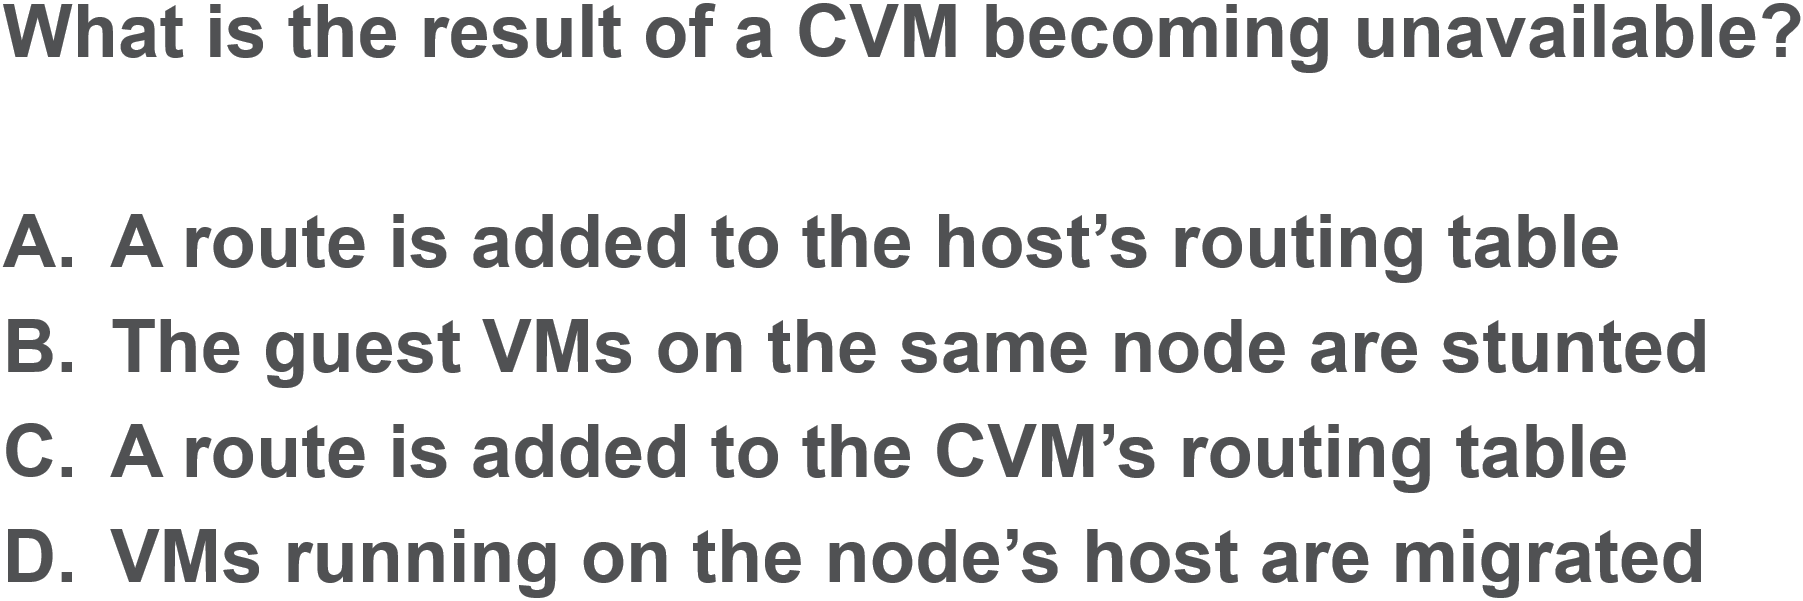 What is the result of a CVM becoming unavailable?
A. A route is added to the host’s routing table
B. The guest VMs on the same node are stunted
C. A route is added to the CVM’s routing table
D. VMs running on the node’s host are migrated